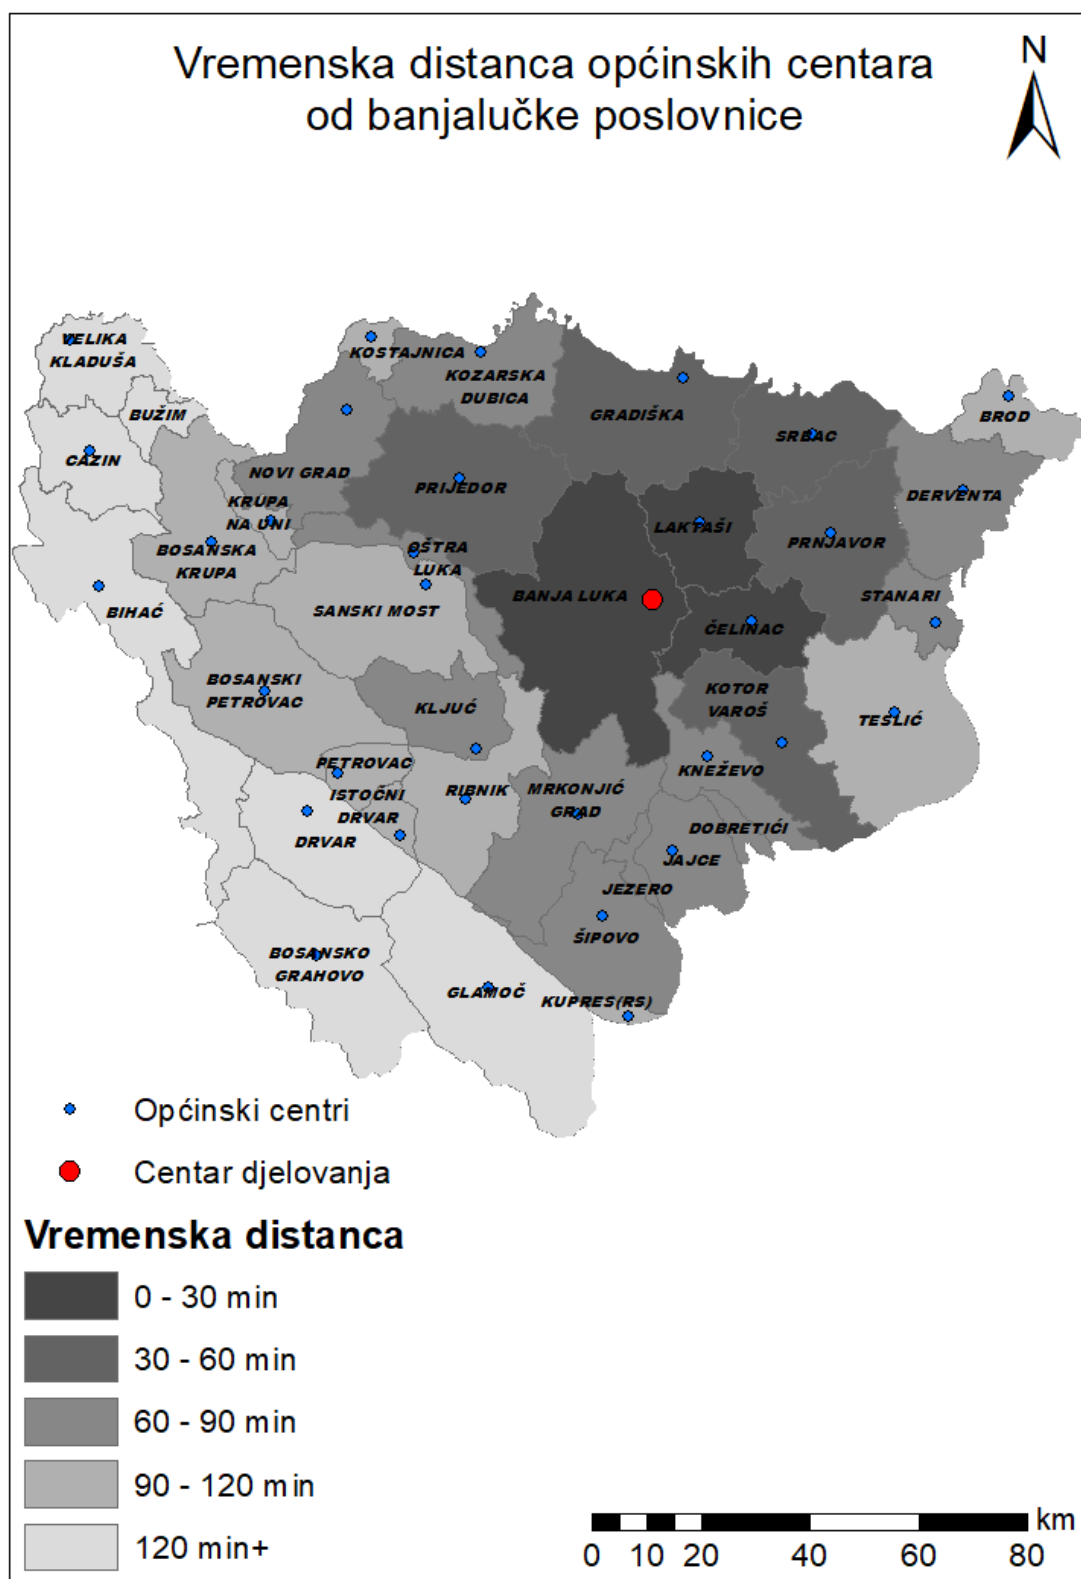 Vremenska distanca općinskih centara
od banjalučke poslovnice
N
VELIKA
KLADUŠA
BUŽIM
CAZIN
BIHAĆ
BOSANSKA
KRUPA
KRUPA
NA UNI
NOVI GRAD
KOSTAJNICA
KOZARSKA
DUBICA
PRIJEDOR
OŠTRA
LUKA
SANSKI MOST
GRADIŠKA
SRBAC
LAKTAŠI
PRNJAVOR
DERVENTA
BROD
STANARI
BANJA LUKA
ČELINAC
KOTOR
VAROŠ
TESLIĆ
KNEŽEVO
BOSANSKI
PETROVAC
KLJUĆ
PETROVAC
ISTOČNI
DRVAR
DRVAR
RIBNIK
MRKONJIĆ
GRAD
DOBRETIĆI
JAJCE
JEZERO
ŠIPOVO
BOSANSKO
GRAHOVO
GLAMOČ
KUPRES(RS)
Općinski centri
Centar djelovanja
Vremenska distanca
0 - 30 min
30 - 60 min
60 - 90 min
90 - 120 min
120 min+
km
0 10 20 40 60 80